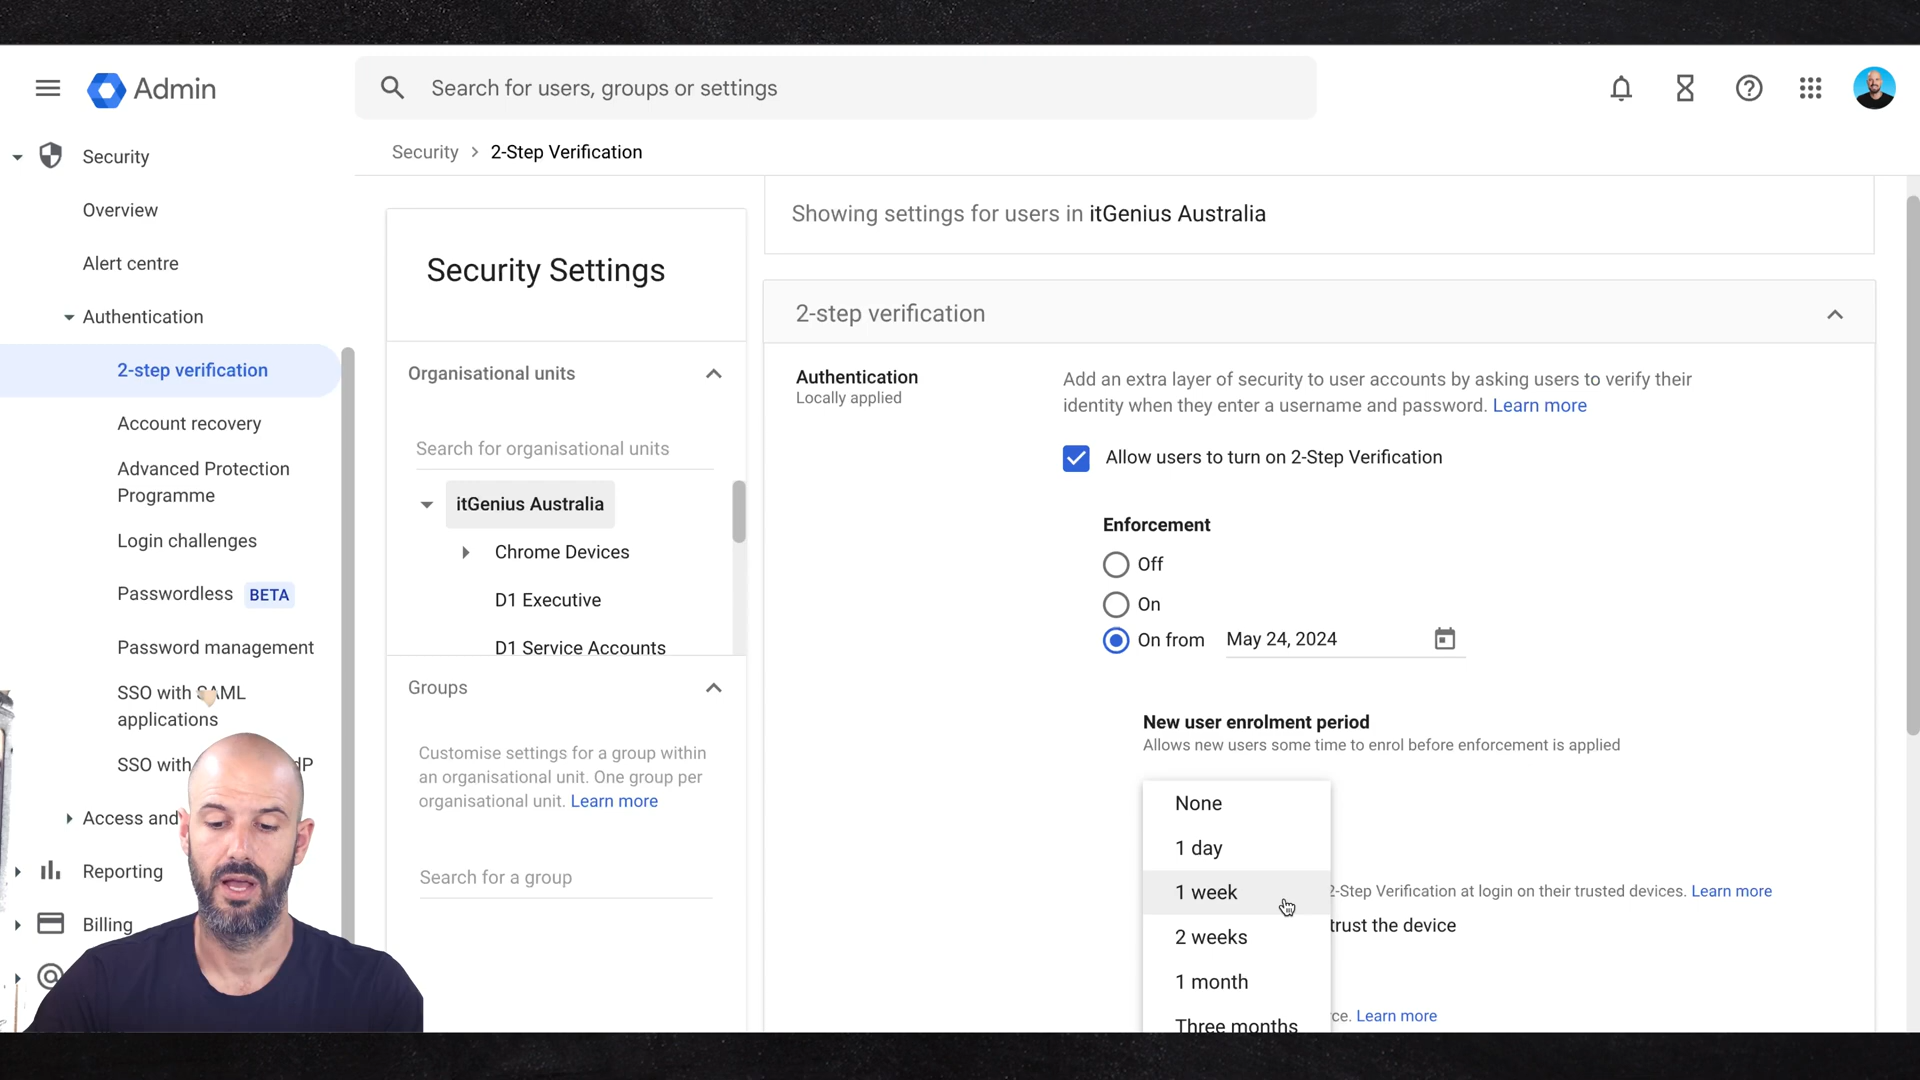 Admin
Search for users, groups or settings
Security
Overview
Alert centre
Authentication
2-step verification
Account recovery
Advanced Protection
Programme
Login challenges
Passwordless BETA
Password management
SSO with SAML
applications
SSO with
Access and
Reporting
Billing
Security > 2-Step Verification
Security Settings
Organisational units
Search for organisational units
itGenius Australia
Chrome Devices
D1 Executive
D1 Service Accounts
Groups
Customise settings for a group within
an organisational unit. One group per
organisational unit. Learn more
Search for a group
Showing settings for users in itGenius Australia
2-step verification
Authentication
Locally applied
Add an extra layer of security to user accounts by asking users to verify their
identity when they enter a username and password. Learn more
Allow users to turn on 2-Step Verification
Enforcement
Off
On
On from May 24, 2024
New user enrolment period
Allows new users some time to enrol before enforcement is applied
None
1 day
1 week
2-Step Verification at login on their trusted devices. Learn more
trust the device
2 weeks
1 month
Three months
Learn more